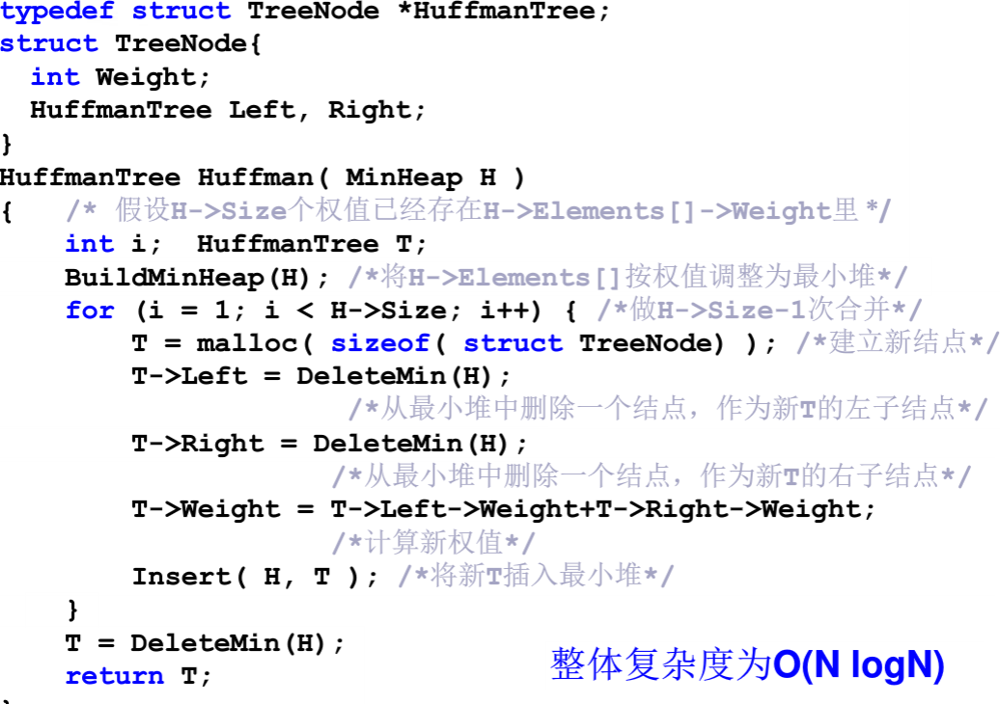 typedef struct TreeNode *HuffmanTree;
struct TreeNode{
int Weight;
HuffmanTree Left, Right;
}
HuffmanTree Huffman( MinHeap H )
{ /* 假设H->Size个权值已经存在H->Elements[]->Weight里 */
int i; HuffmanTree T;
BuildMinHeap(H); /*将H->Elements[]按权值调整为最小堆*/
for (i = 1; i < H->Size; i++) { /*做H->Size-1次合并*/
T = malloc( sizeof( struct TreeNode) ); /*建立新结点*/
T->Left = DeleteMin(H);
/*从最小堆中删除一个结点，作为新T的左子结点*/
T->Right = DeleteMin(H);
/*从最小堆中删除一个结点，作为新T的右子结点*/
T->Weight = T->Left->Weight+T->Right->Weight;
/*计算新权值*/
Insert( H, T ); /*将新T插入最小堆*/
}
T = DeleteMin(H);
return T;
整体复杂度为O(N logN)
}